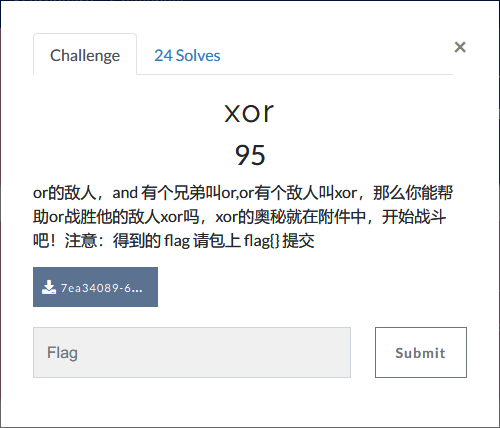 Challenge
24 Solves
×
xor
95
or的敌人，and 有个兄弟叫or,or有个敌人叫xor，那么你能帮
助or战胜他的敌人xor吗，xor的奥秘就在附件中，开始战斗
吧！注意：得到的 flag 请包上 flag{} 提交
7ea34089-6...
Flag
Submit